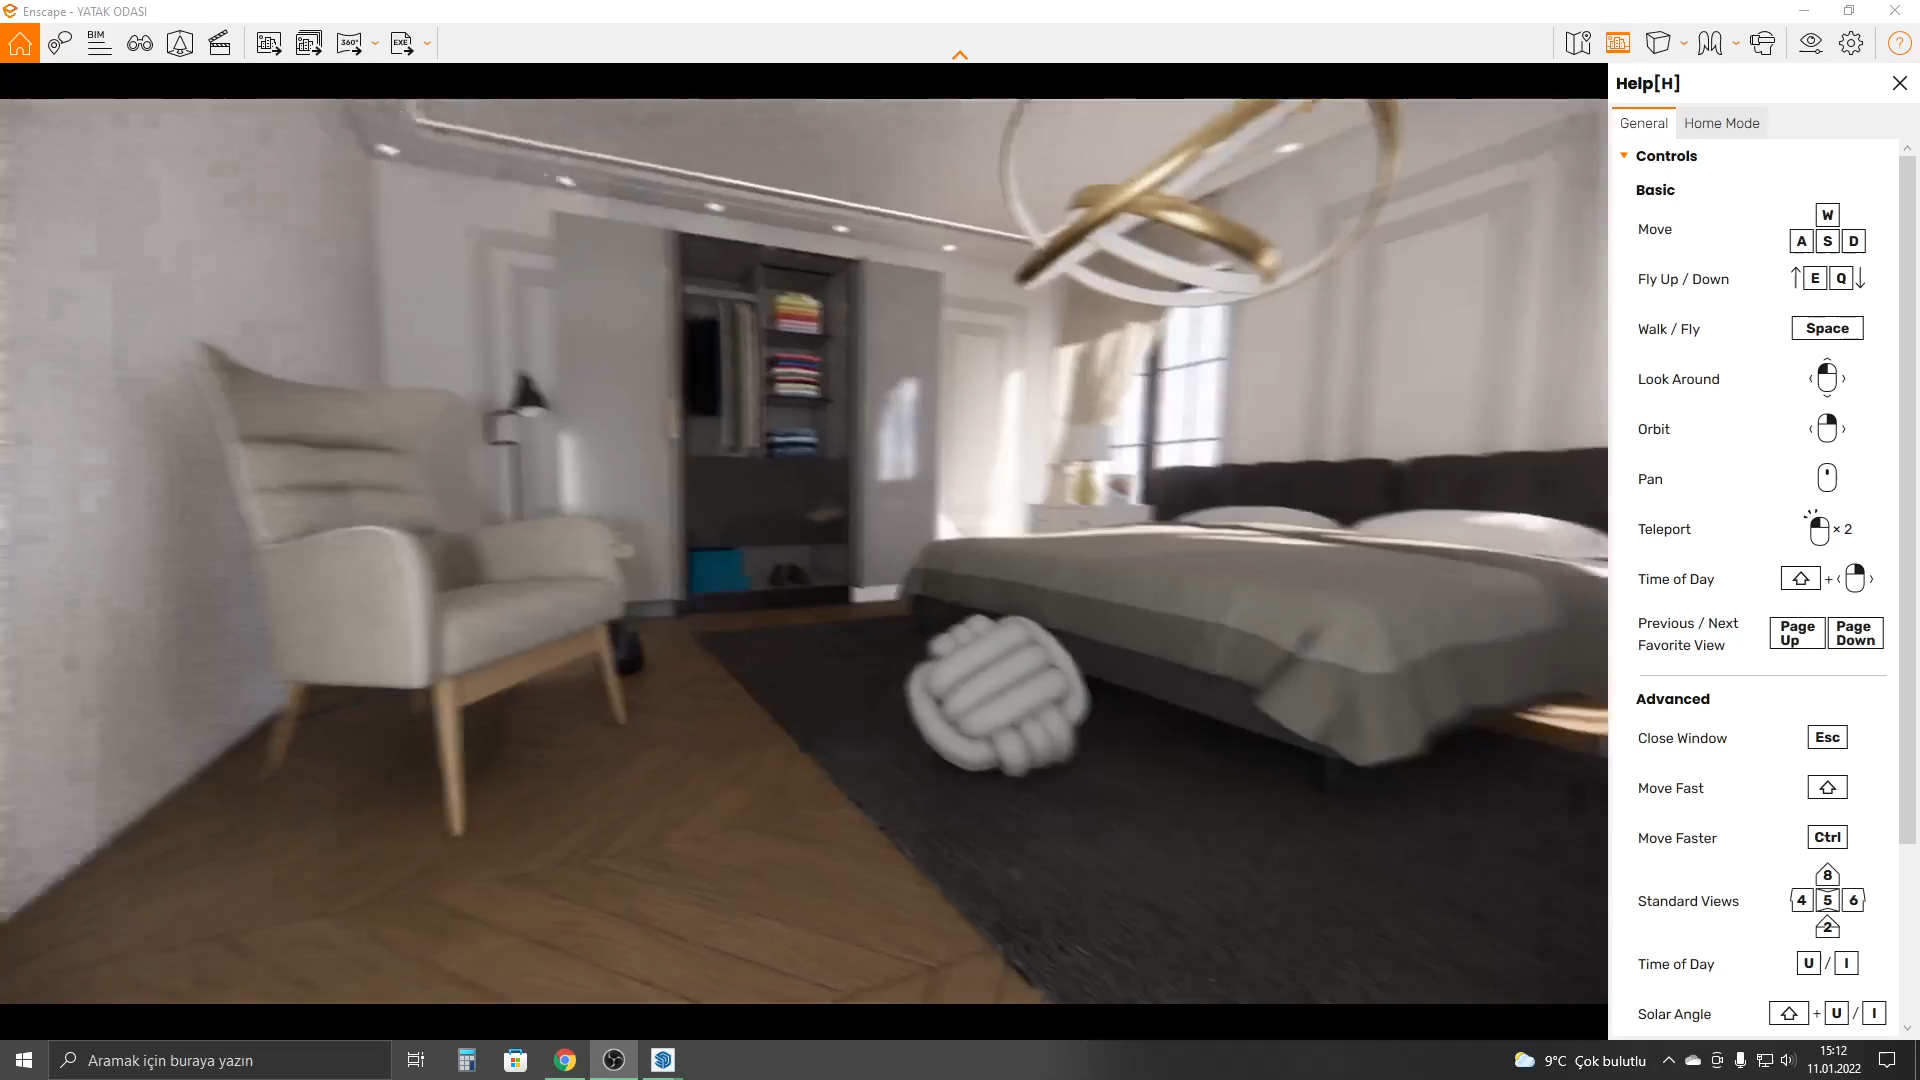 Enscape - YATAK ODASI
BIM
360°
EXE
?
Help[H]
General
Home Mode
Controls
Basic
Move
W
A
S
D
Fly Up / Down
E
Q
Walk / Fly
Space
Look Around
Orbit
Pan
Teleport
× 2
Time of Day
+
Previous / Next
Favorite View
Page
Up
Page
Down
Advanced
Close Window
Esc
Move Fast
Move Faster
Ctrl
8
Standard Views
4
5
6
2
Time of Day
U / I
Solar Angle
+ U / I
Aramak için buraya yazın
9°C Çok bulutlu
15:12
11.01.2022